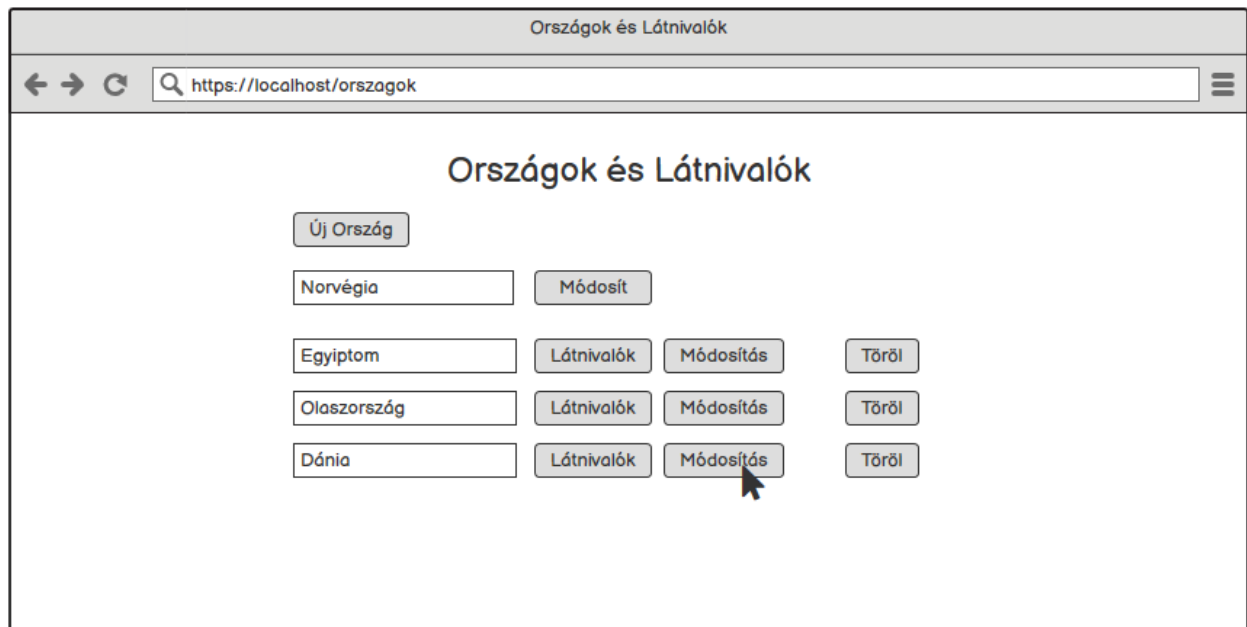 Országok és Látnivalók
https://localhost/orszagok
Országok és Látnivalók
Új Ország
Norvégia Módosít
Egyiptom Látnivalók Módosítás Töröl
Olaszország Látnivalók Módosítás Töröl
Dánia Látnivalók Módosítás Töröl